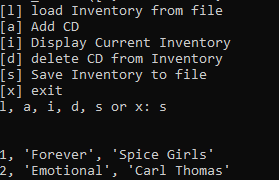 [l] load Inventory from file
[a] Add CD
[i] Display Current Inventory
[d] delete CD from Inventory
[s] Save Inventory to file
[x] exit
l, a, i, d, s or x: s
1, 'Forever', 'Spice Girls'
2, 'Emotional', 'Carl Thomas'